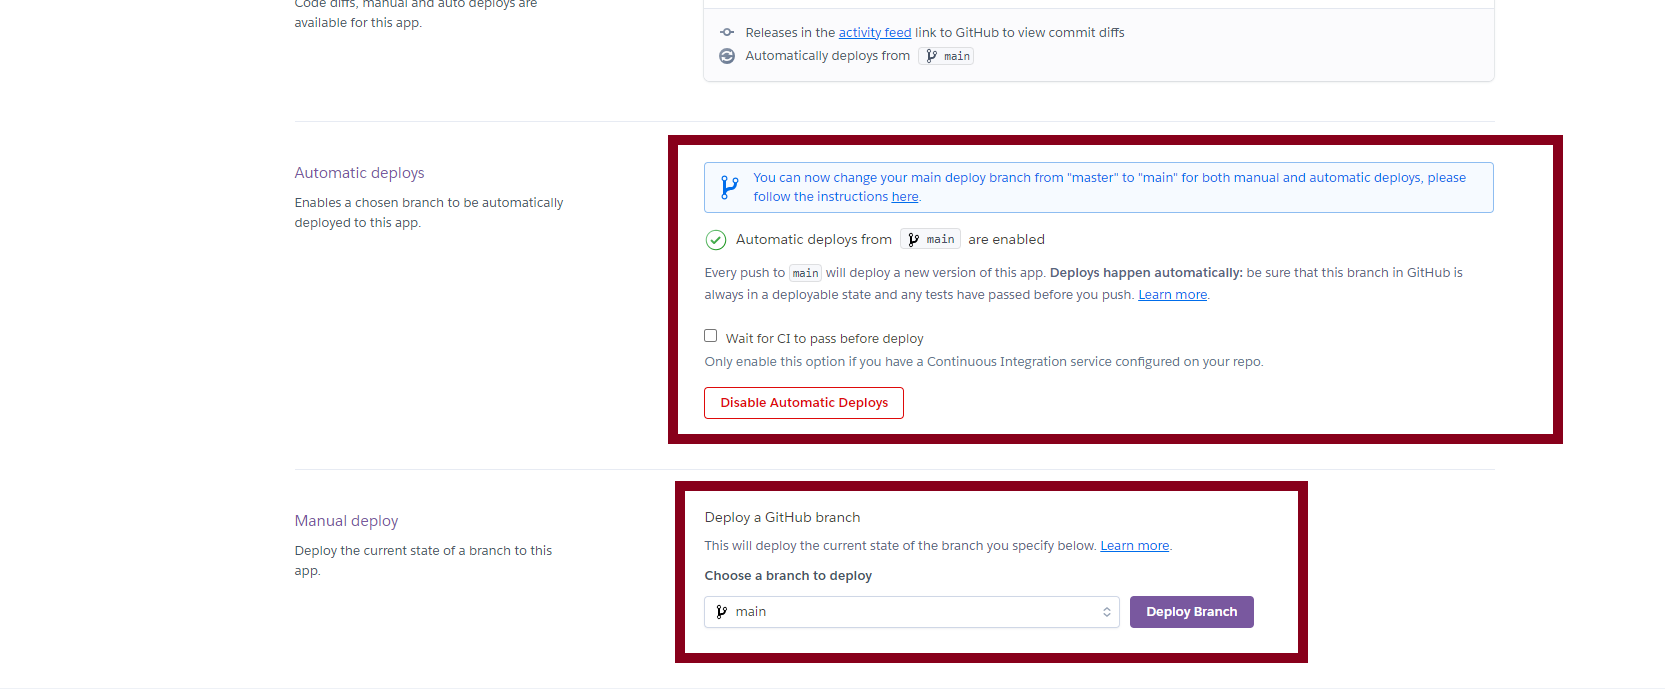 Code diffs, manual and auto deploys are
available for this app.
Releases in the activity feed link to GitHub to view commit diffs
Automatically deploys from main
Automatic deploys
Enables a chosen branch to be automatically
deployed to this app.
You can now change your main deploy branch from "master" to "main" for both manual and automatic deploys, please
follow the instructions here.
Automatic deploys from main are enabled
Every push to main will deploy a new version of this app. Deploys happen automatically: be sure that this branch in GitHub is
always in a deployable state and any tests have passed before you push. Learn more.
Wait for CI to pass before deploy
Only enable this option if you have a Continuous Integration service configured on your repo.
Disable Automatic Deploys
Manual deploy
Deploy the current state of a branch to this
app.
Deploy a GitHub branch
This will deploy the current state of the branch you specify below. Learn more.
Choose a branch to deploy
main
Deploy Branch